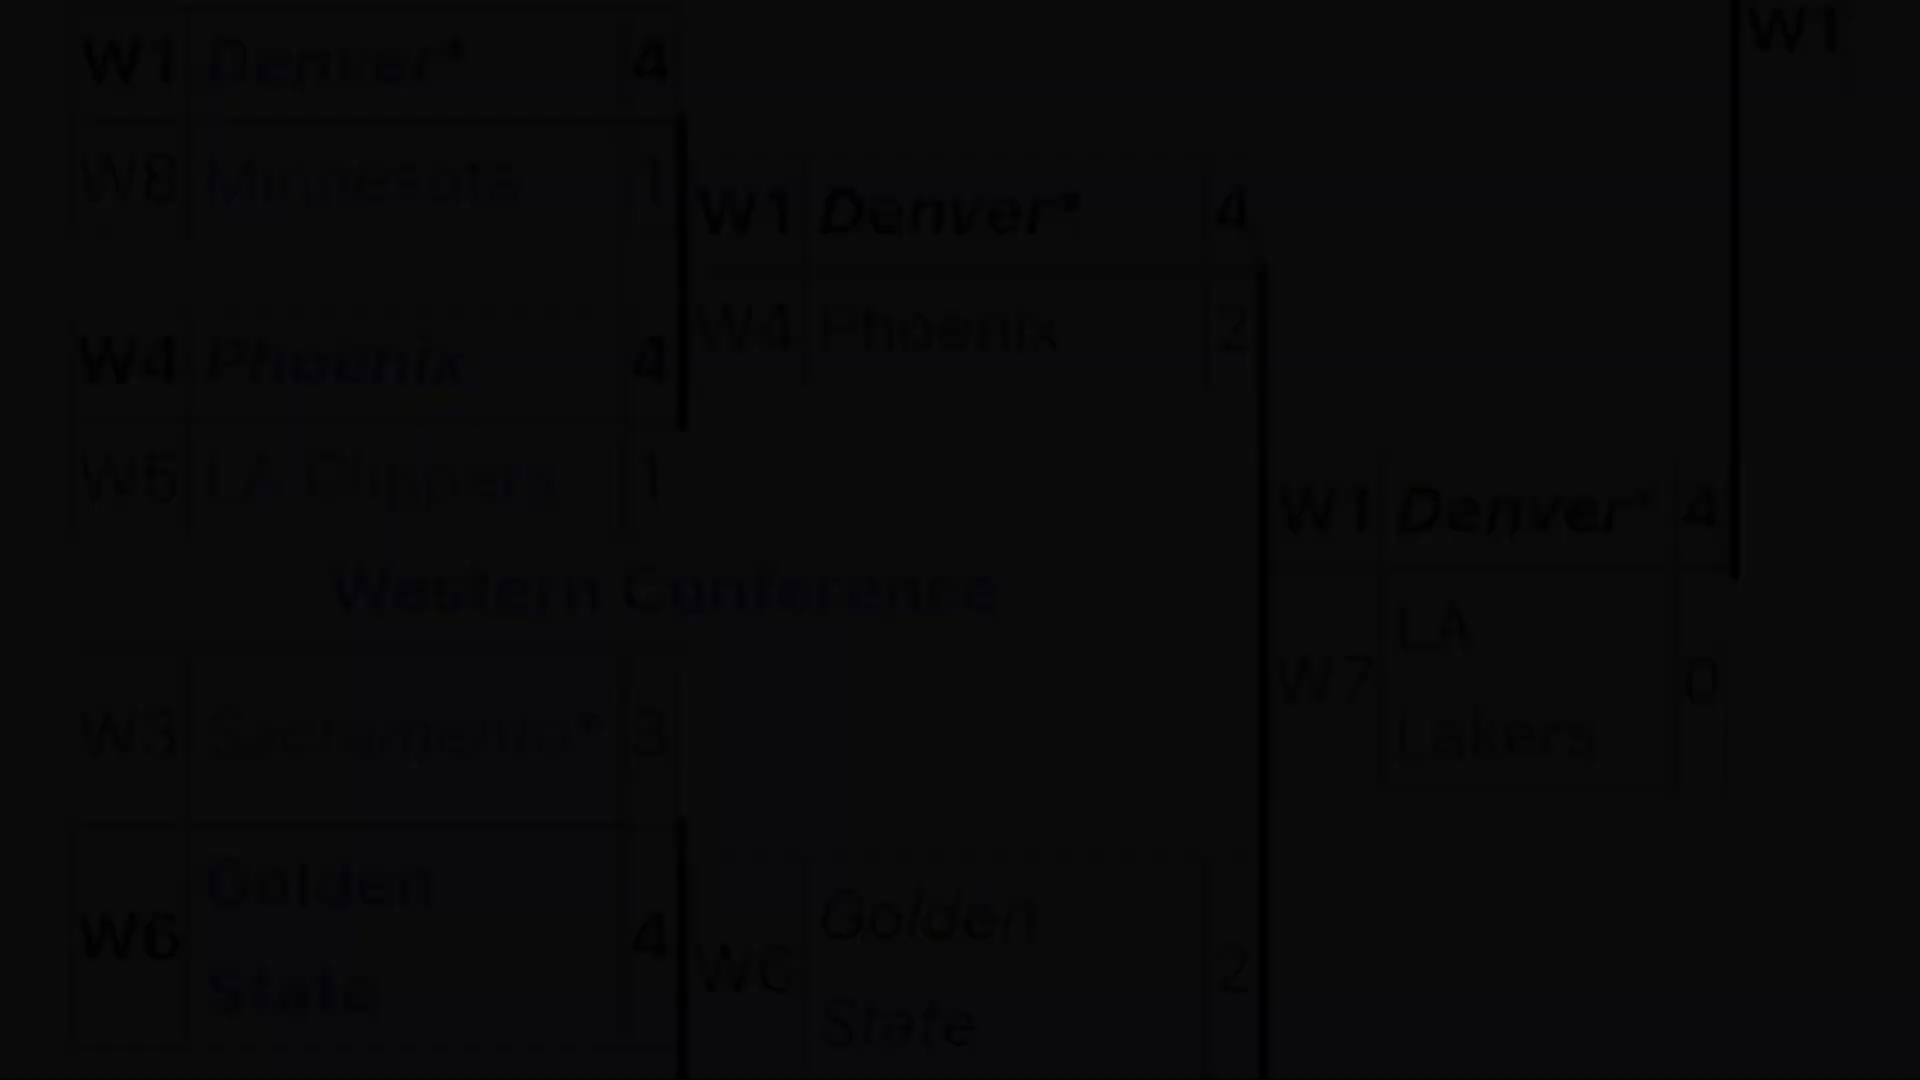 W1
W1 Denver* 4
W8 Minnesota 1
W1 Denver* 4
W4 Phoenix 2
W4 Phoenix 4
W5 LA Clippers 1
W1 Denver* 4
W7 LA
Lakers 0
Western Conference
W3 Sacramento* 3
W6 Golden
State 4
W6 Golden
State 2